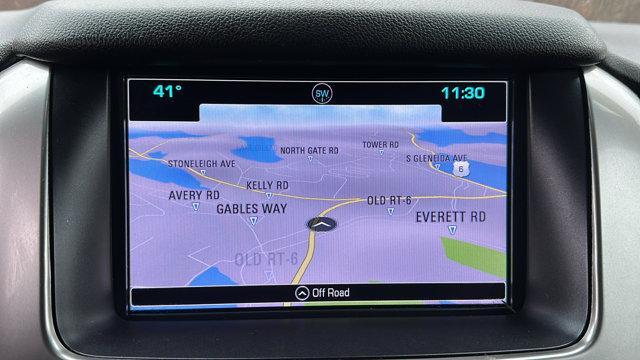 41°
SW
11:30
NORTH GATE RD
TOWER RD
STONELEIGH AVE
S GLENEIDA AVE
6
KELLY RD
AVERY RD
OLD RT-6
GABLES WAY
EVERETT RD
OLD RT-6
Off Road